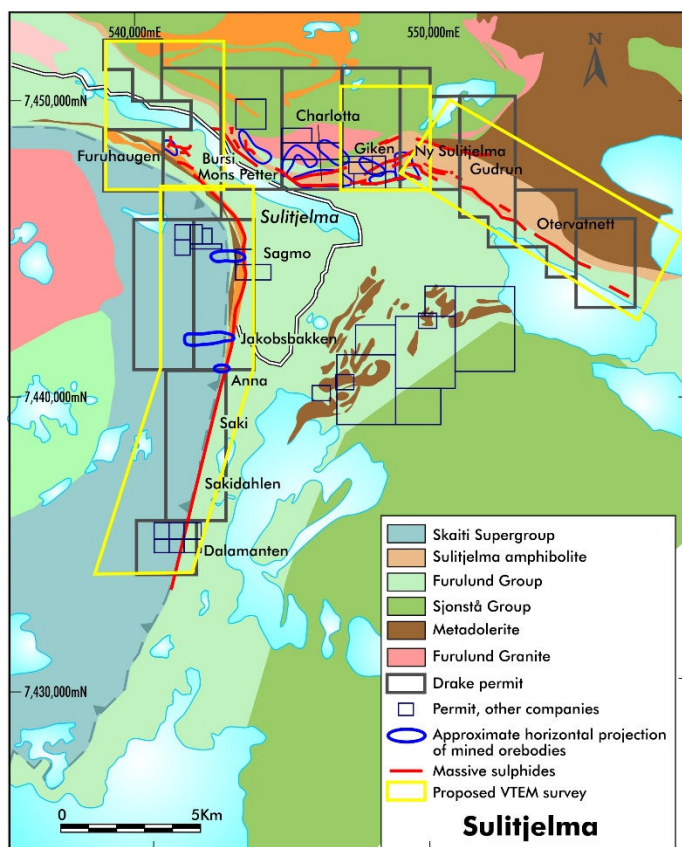 540,000mE
550,000mE
N
7,450,000mN
Charlotta
Furuhaugen
Bursi
Giken
Ny Sulitjelma
Mons Petter
Gudrun
Sulitjelma
Otervatnett
Sagmo
Jakobsbakken
Anna
7,440,000mN
Saki
Sakidahlen
Dalamanten
7,430,000mN
0
5Km
Skaiti Supergroup
Sulitjelma amphibolite
Furulund Group
Sjonstå Group
Metadolerite
Furulund Granite
Drake permit
Permit, other companies
Approximate horizontal projection
of mined orebodies
Massive sulphides
Proposed VTEM survey
Sulitjelma